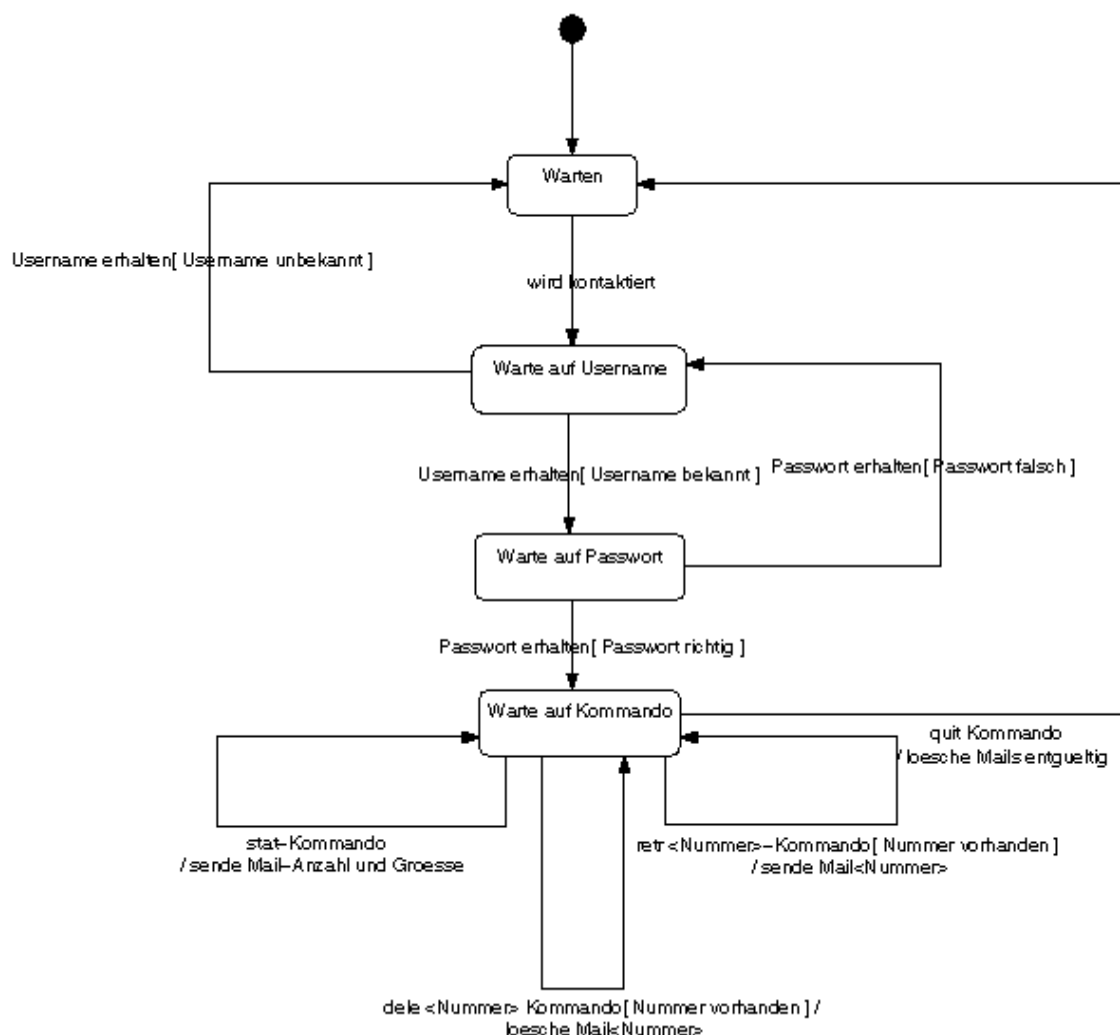 Warten
Username erhalten[ Username unbekannt ]
wird kontaktiert
Warte auf Username
Passwort erhalten[ Passwort falsch ]
Username erhalten[ Username bekannt ]
Warte auf Passwort
Passwort erhalten[ Passwort richtig ]
Warte auf Kommando
quit Kommando
/ loesche Mails entgueltig
stat-Kommando
/ sende Mail-Anzahl und Groesse
retr <Nummer>-Kommando[ Nummer vorhanden ]
/ sende Mail<Nummer>
dele <Nummer> Kommando[ Nummer vorhanden ] /
loesche Mail<Nummer>